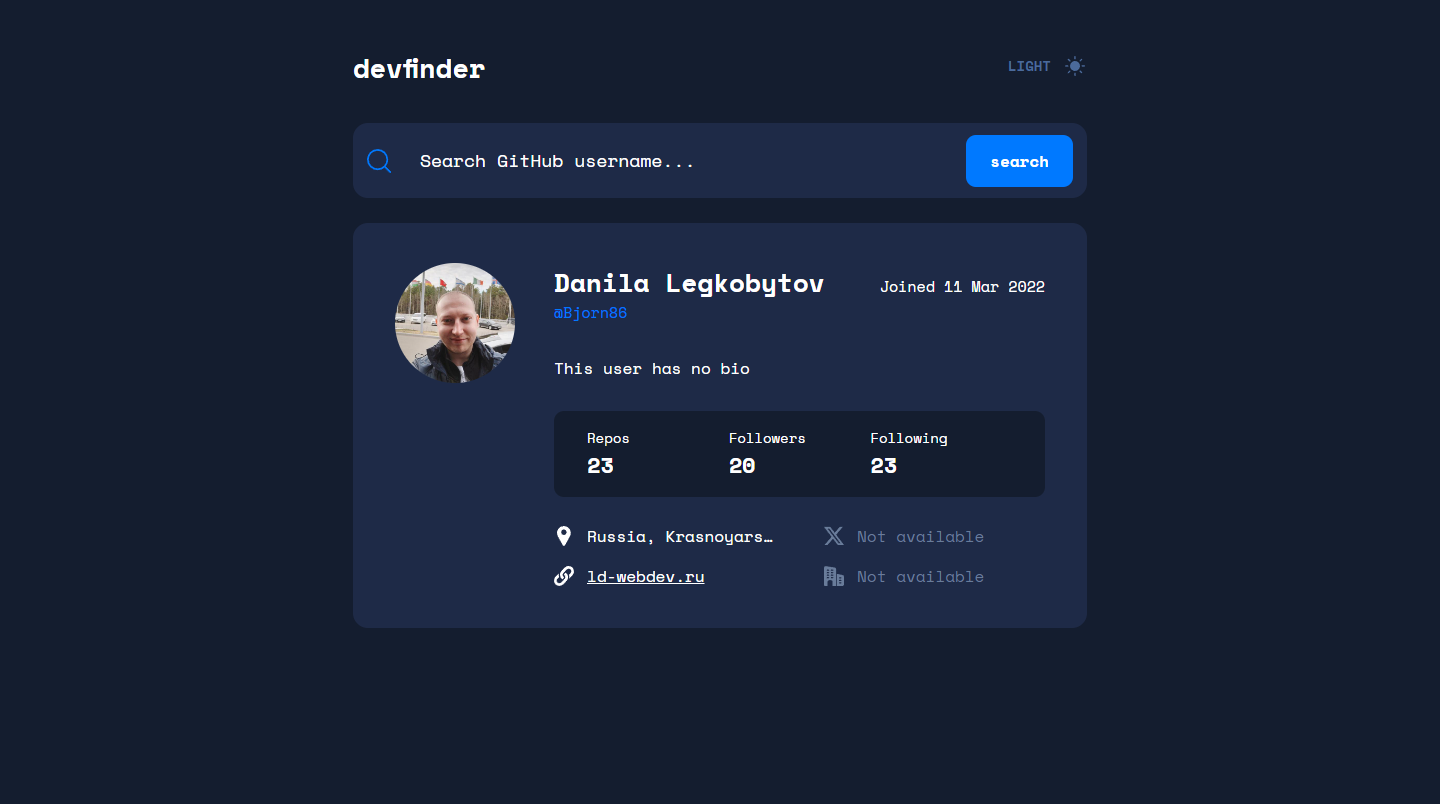 devfinder
LIGHT
Search GitHub username...
search
Danila Legkobytov
Joined 11 Mar 2022
@Bjorn86
This user has no bio
Repos
Followers
Following
23
20
23
Russia, Krasnoyars…
Not available
ld-webdev.ru
Not available